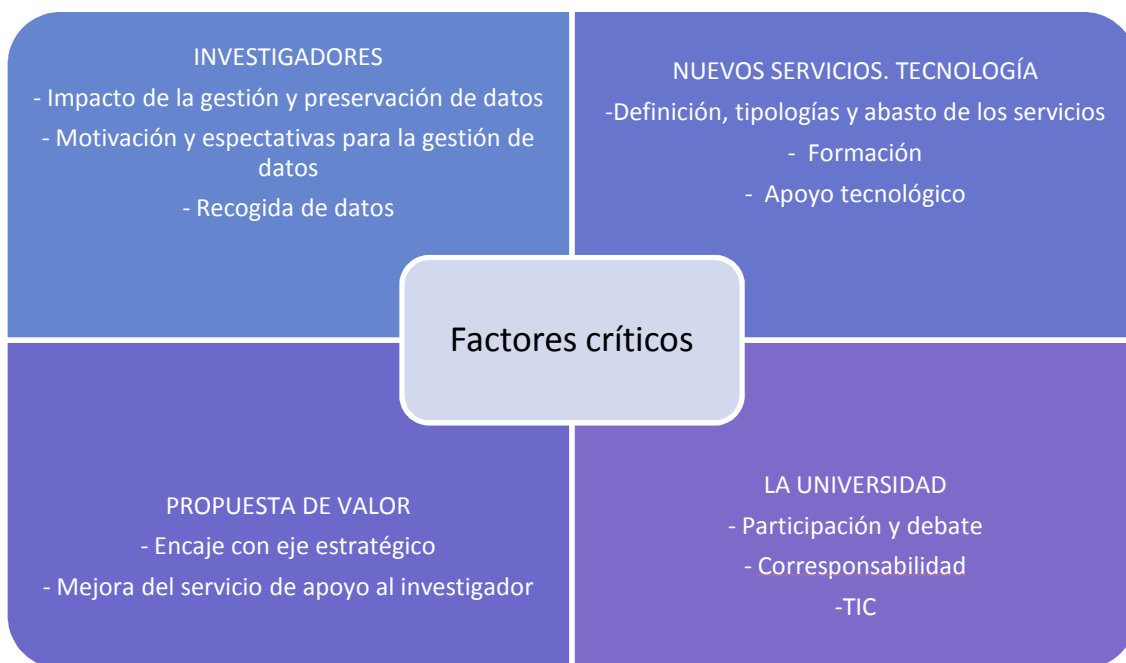 INVESTIGADORES
- Impacto de la gestión y preservación de datos
- Motivación y espectativas para la gestión de
datos
- Recogida de datos
NUEVOS SERVICIOS. TECNOLOGÍA
-Definición, tipologías y abasto de los servicios
- Formación
- Apoyo tecnológico
Factores críticos
PROPUESTA DE VALOR
- Encaje con eje estratégico
- Mejora del servicio de apoyo al investigador
LA UNIVERSIDAD
- Participación y debate
- Corresponsabilidad
-TIC